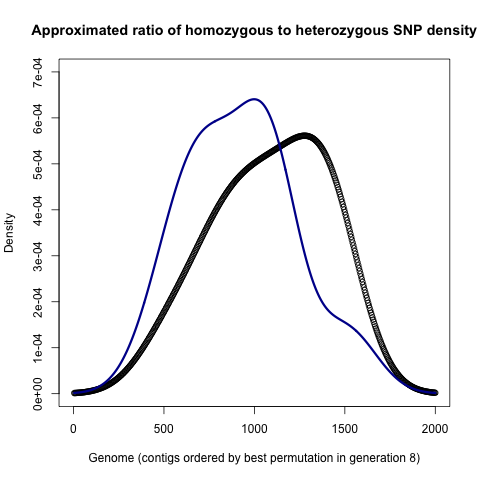 Approximated ratio of homozygous to heterozygous SNP density
7e-04
6e-04
5e-04
4e-04
3e-04
2e-04
1e-04
0e+00
Density
0 500 1000 1500 2000
Genome (contigs ordered by best permutation in generation 8)